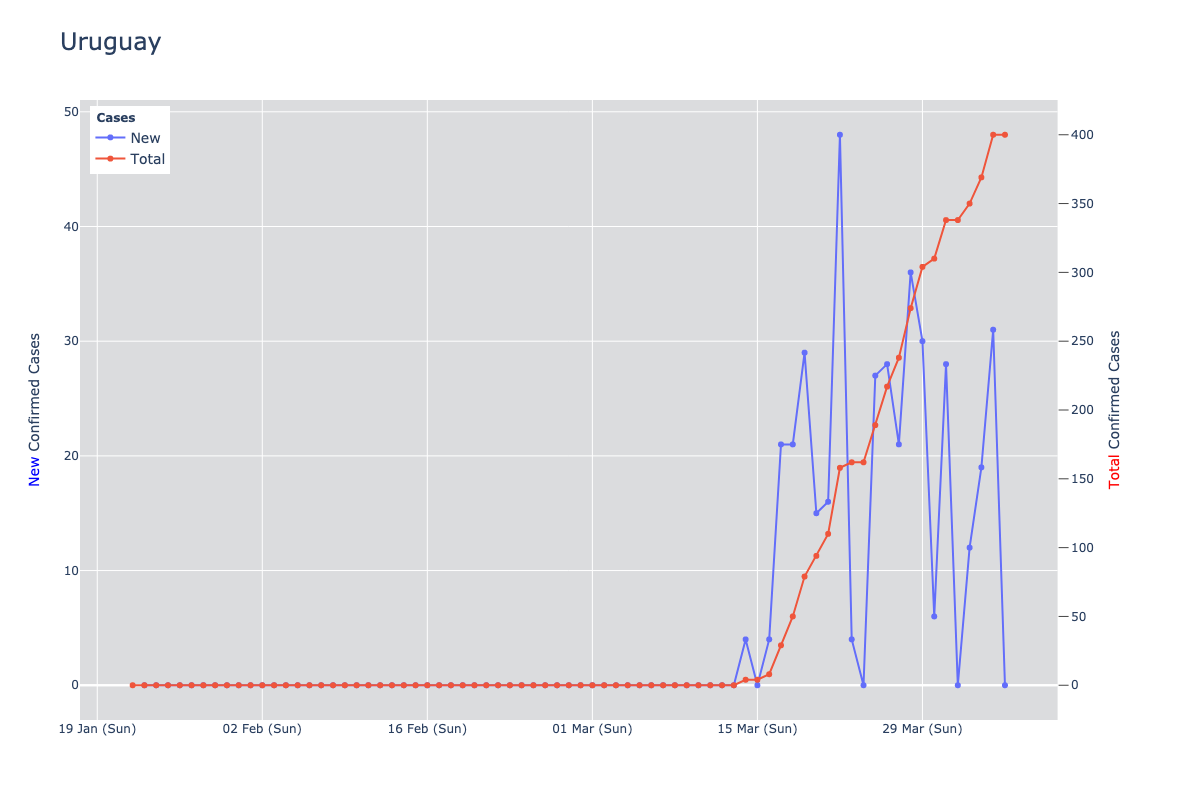 Uruguay
Cases
New
Total
50
40
30
20
10
0
New Confirmed Cases
400
350
300
250
200
150
100
50
0
Total Confirmed Cases
19 Jan (Sun)
02 Feb (Sun)
16 Feb (Sun)
01 Mar (Sun)
15 Mar (Sun)
29 Mar (Sun)